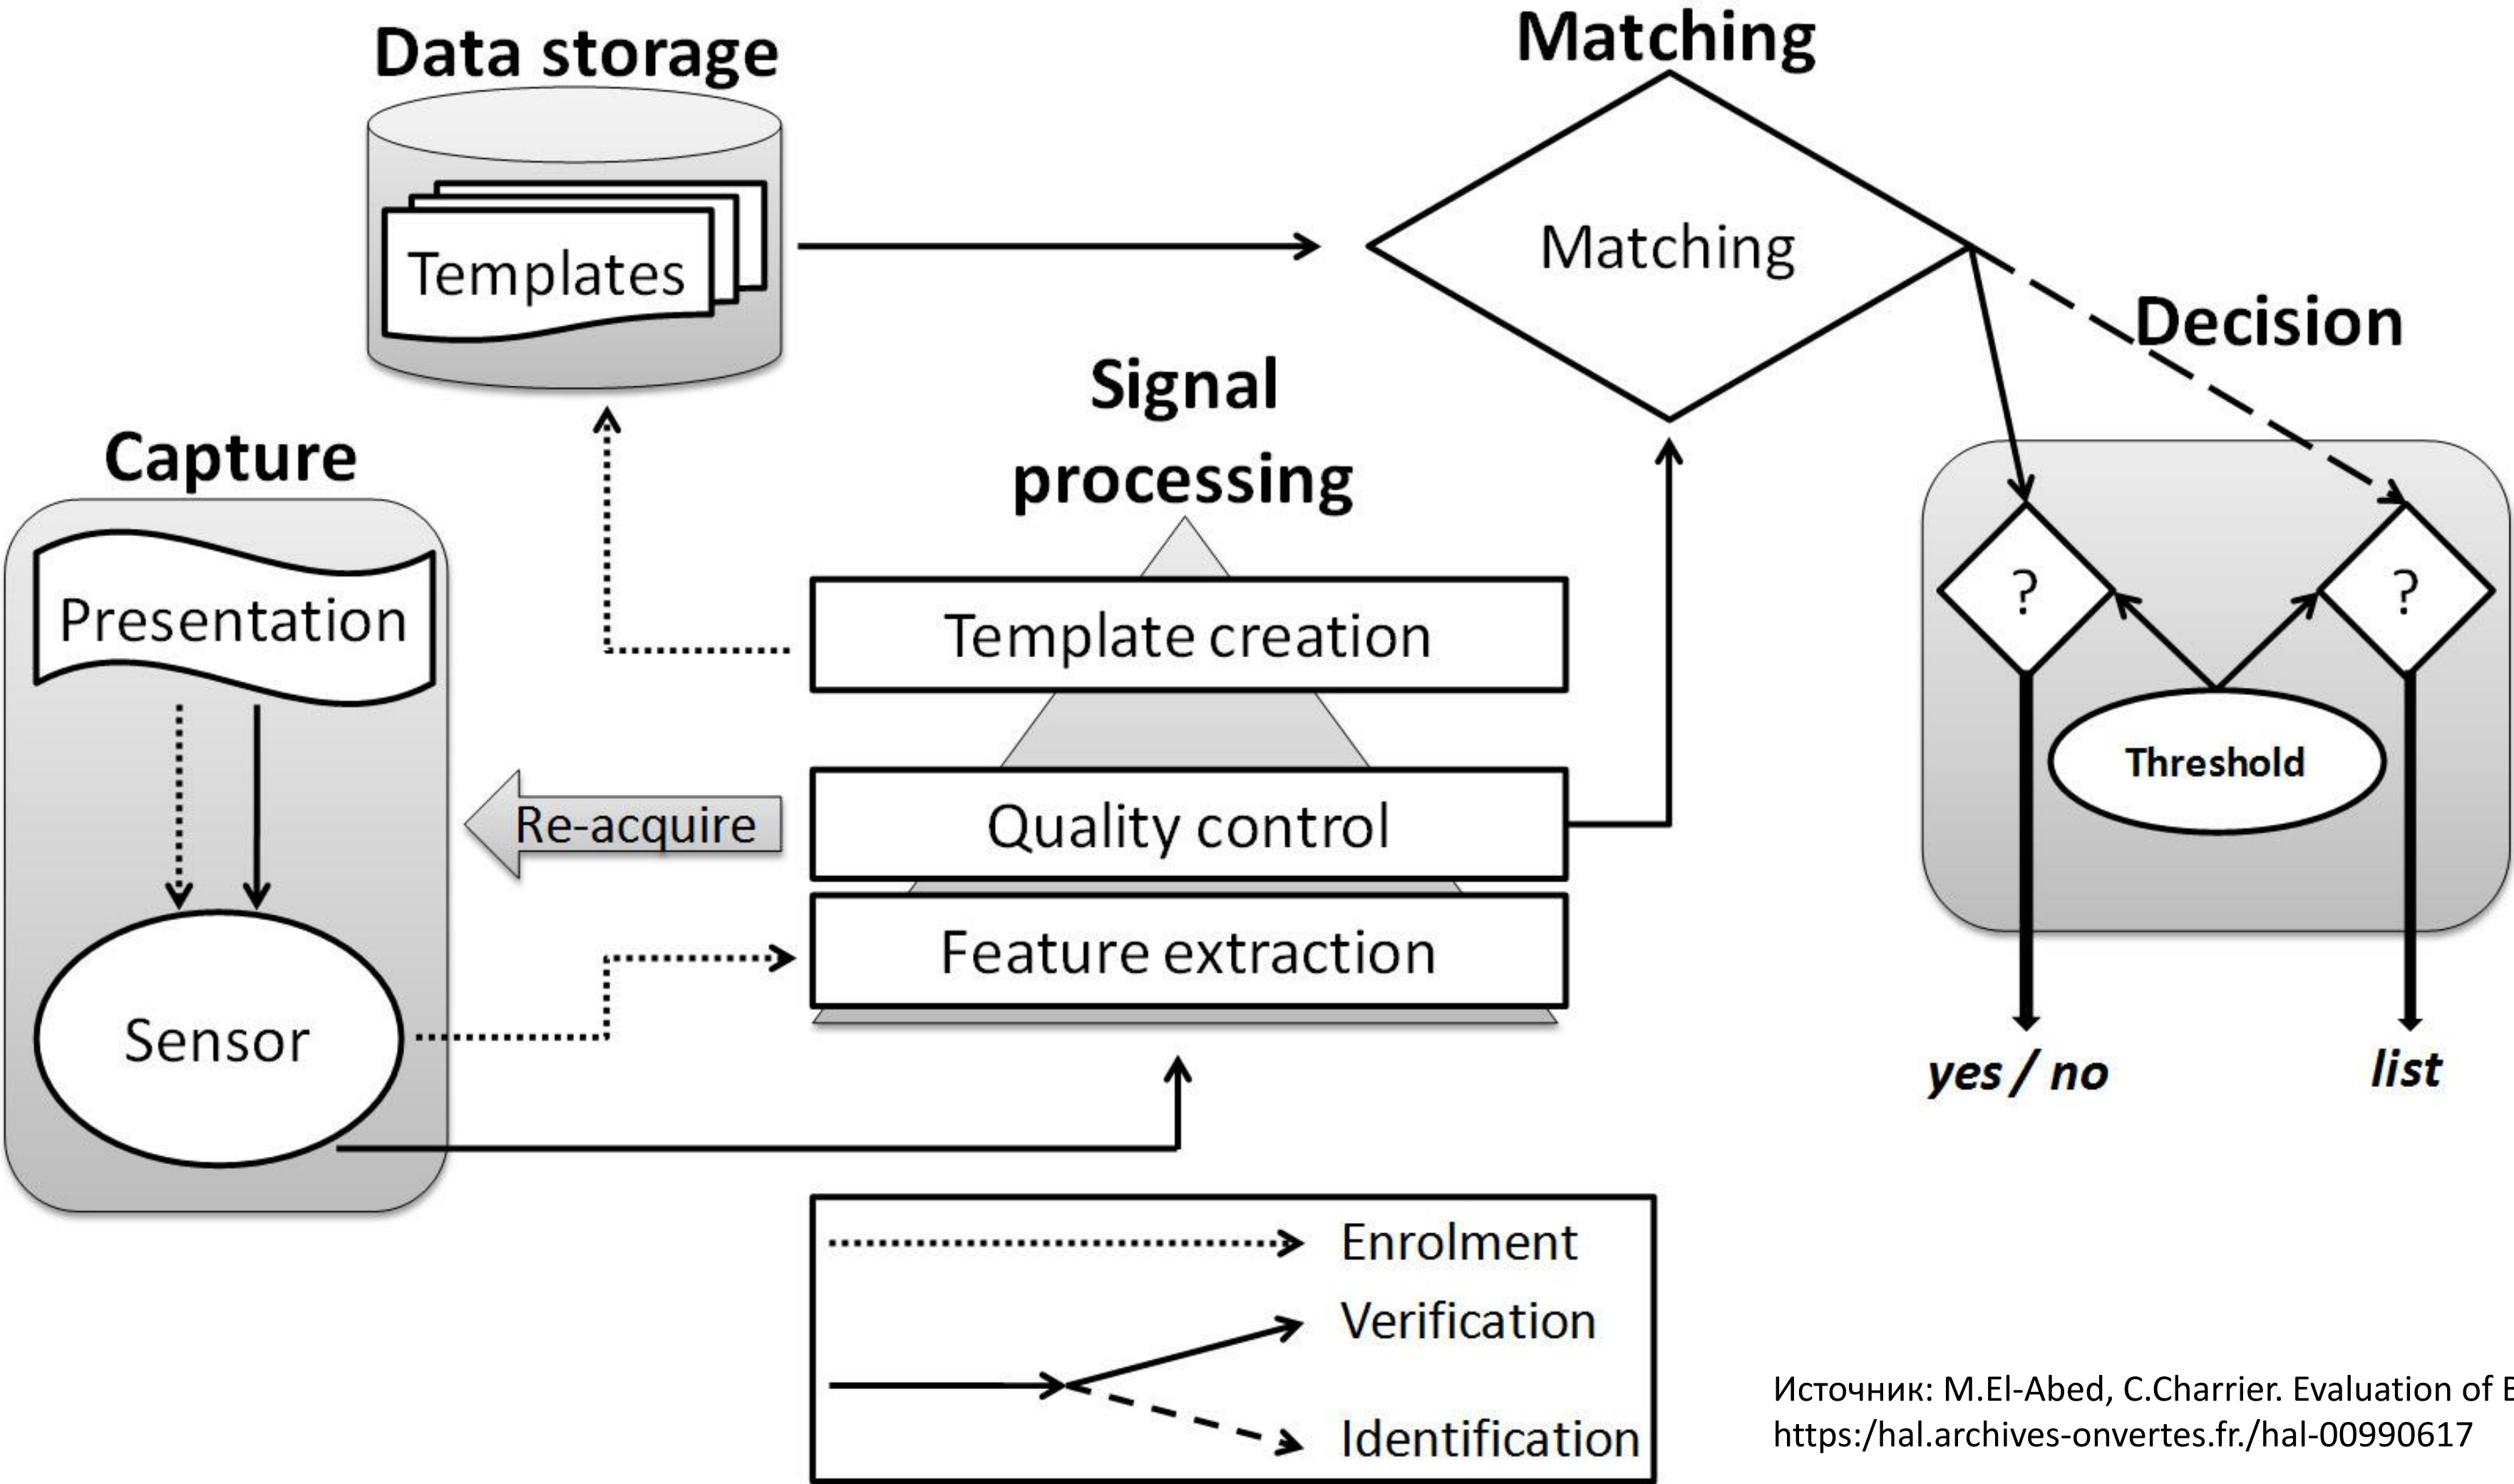 Data storage
Templates
Matching
Matching
Decision
Signal
processing
Capture
Presentation
Sensor
Template creation
Re-acquire
Quality control
Feature extraction
?
?
Threshold
yes / no
list
Enrolment
Verification
Identification
Источник: M.El-Abed, C.Charrier. Evaluation of
https:/hal.archives-onvertes.fr./hal-00990617